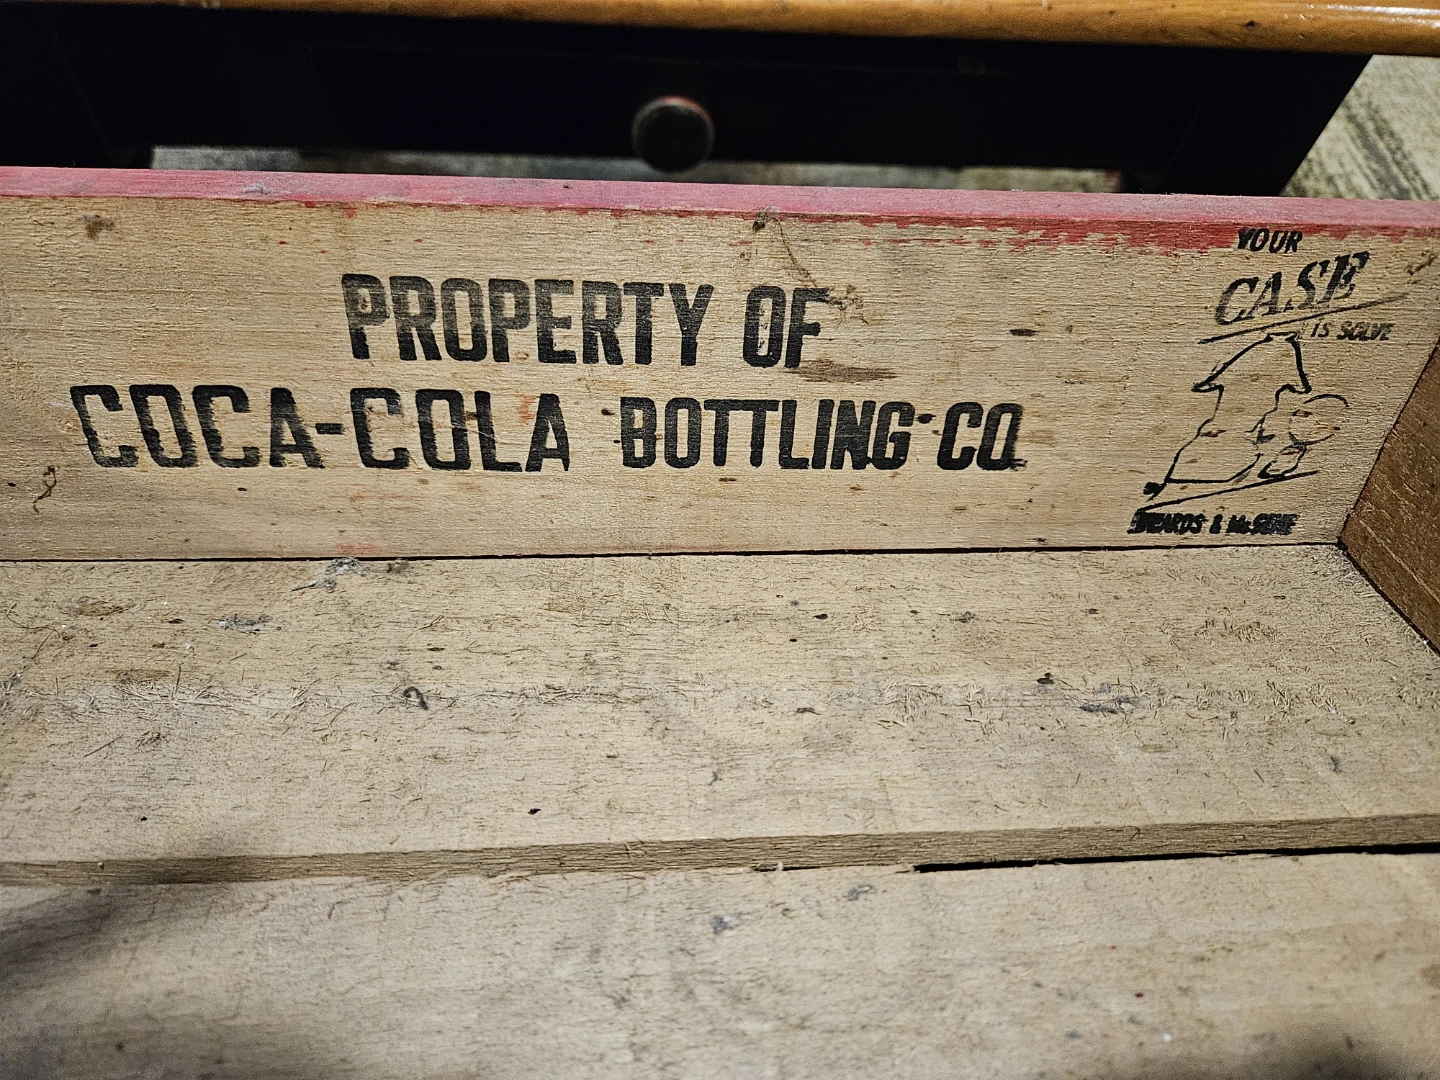 PROPERTY OF
COCA-COLA BOTTLING CO.
YOUR
CASE
IS SOLVE
&